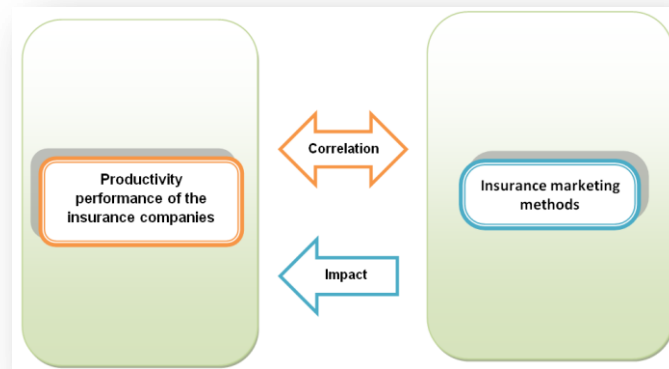 Productivity
performance of the
insurance companies
Correlation
Impact
Insurance marketing
methods